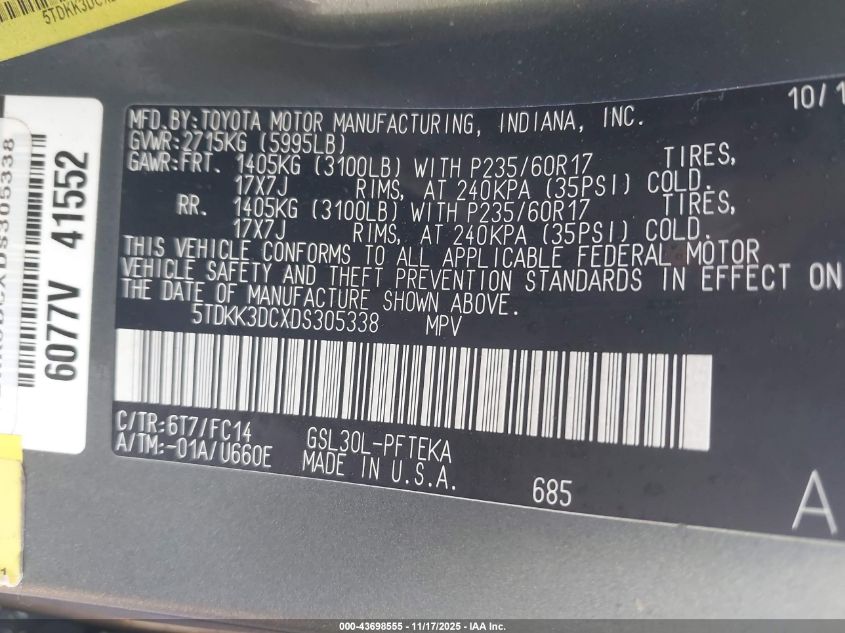 5TDKK3DCX
10/1
MFD. BY: TOYOTA MOTOR MANUFACTURING, INDIANA, INC.
GVWR: 2715KG (5995LB)
GAWR: FRT. 1405KG (3100LB) WITH P235/60R17 TIRES,
17X7J RIMS, AT 240KPA (35PSI) COLD.
RR. 1405KG (3100LB) WITH P235/60R17 TIRES,
17X7J RIMS, AT 240KPA (35PSI) COLD.
THIS VEHICLE CONFORMS TO ALL APPLICABLE FEDERAL MOTOR
VEHICLE SAFETY AND THEFT PREVENTION STANDARDS IN EFFECT ON
THE DATE OF MANUFACTURE SHOWN ABOVE.
5TDKK3DCXDS305338 MPV
C/TR: 6T7/FC14
A/TM: -01A/U660E
GSL30L-PFTEKA
MADE IN U.S.A.
685
A
DCXDS305338
6077V 41552
000-43698555 - 11/17/2025 - IAA Inc.